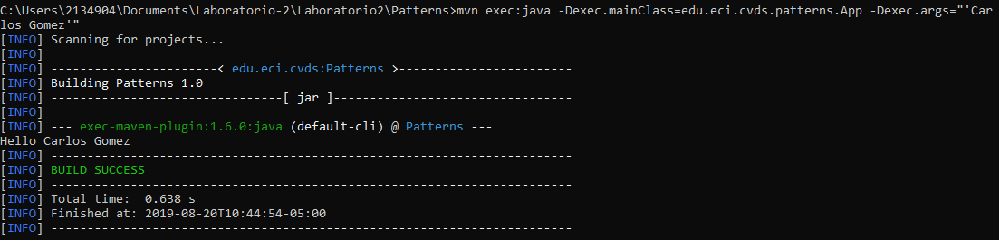 C:\Users\2134904\Documents\Laboratorio-2\Laboratorio2\Patterns>mvn exec:java -Dexec.mainClass=edu.eci.cvds.patterns.App -Dexec.args="'Car
los Gomez'"
[INFO] Scanning for projects...
[INFO]
[INFO] -----------------------< edu.eci.cvds:Patterns >------------------------
[INFO] Building Patterns 1.0
[INFO] --------------------------------[ jar ]---------------------------------
[INFO]
[INFO] --- exec-maven-plugin:1.6.0:java (default-cli) @ Patterns ---
Hello Carlos Gomez
[INFO] ------------------------------------------------------------------------
[INFO] BUILD SUCCESS
[INFO] ------------------------------------------------------------------------
[INFO] Total time:  0.638 s
[INFO] Finished at: 2019-08-20T10:44:54-05:00
[INFO] ------------------------------------------------------------------------